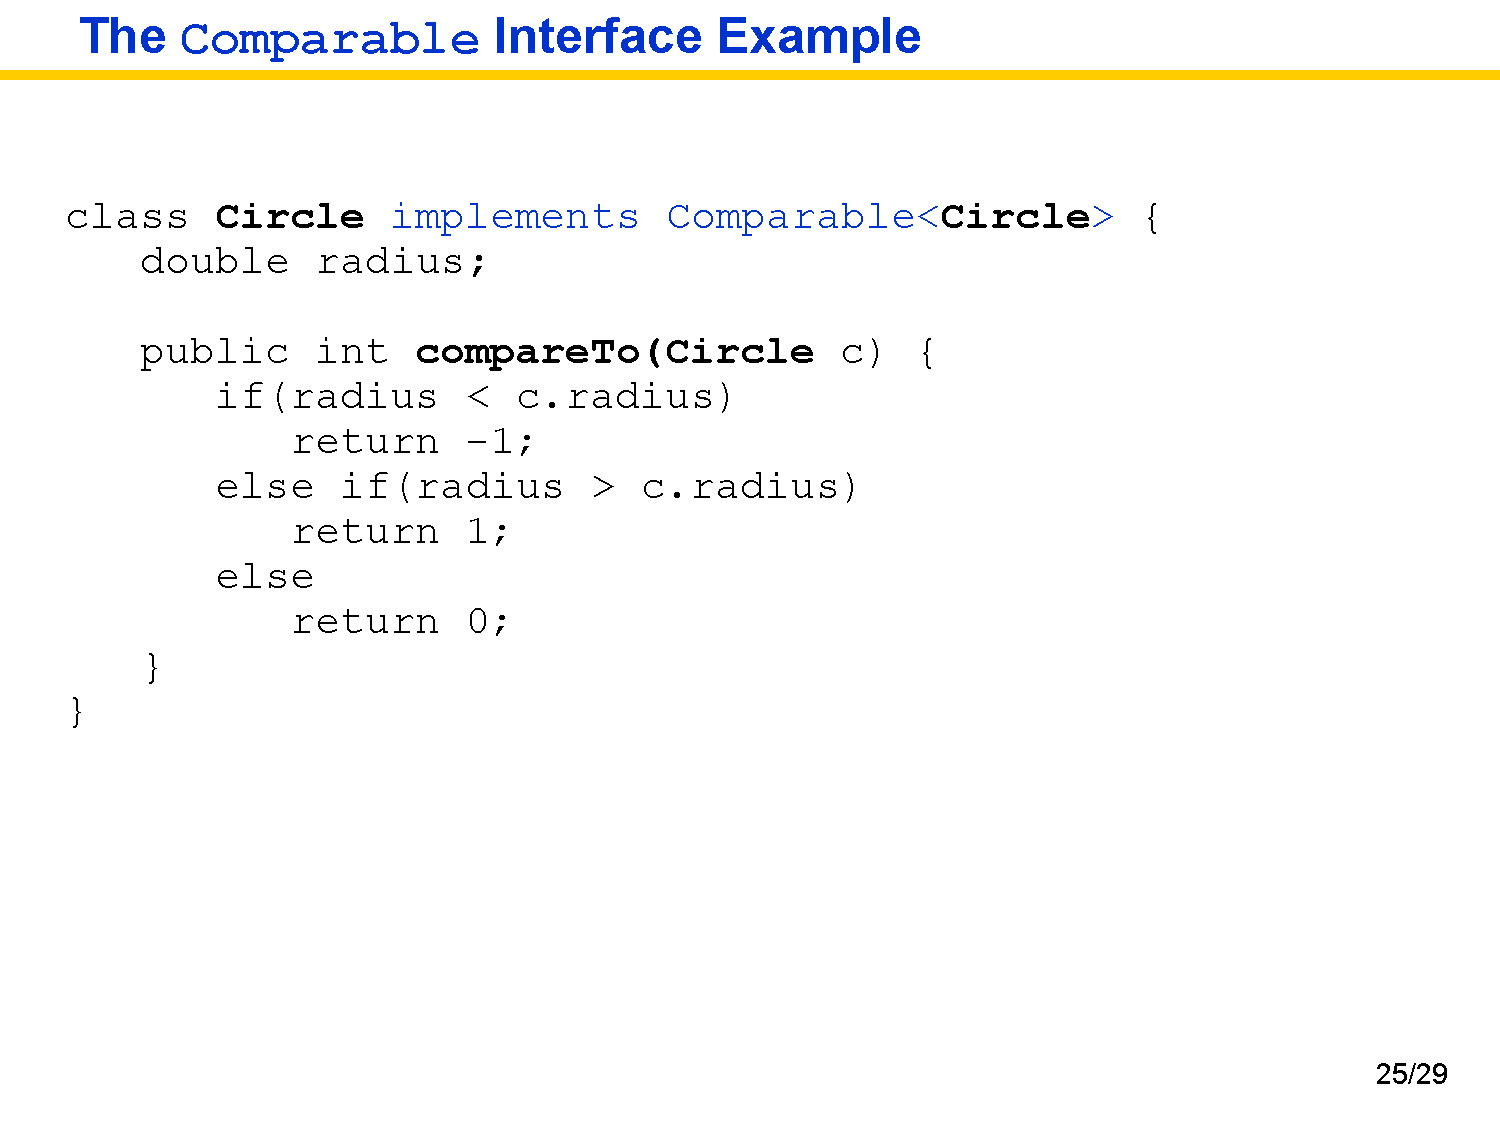 The Comparable Interface Example
class Circle implements Comparable<Circle> {
double radius;
public int compareTo(Circle c) {
if(radius < c.radius)
return -1;
else if(radius > c.radius)
return 1;
else
return 0;
}
}
25/29